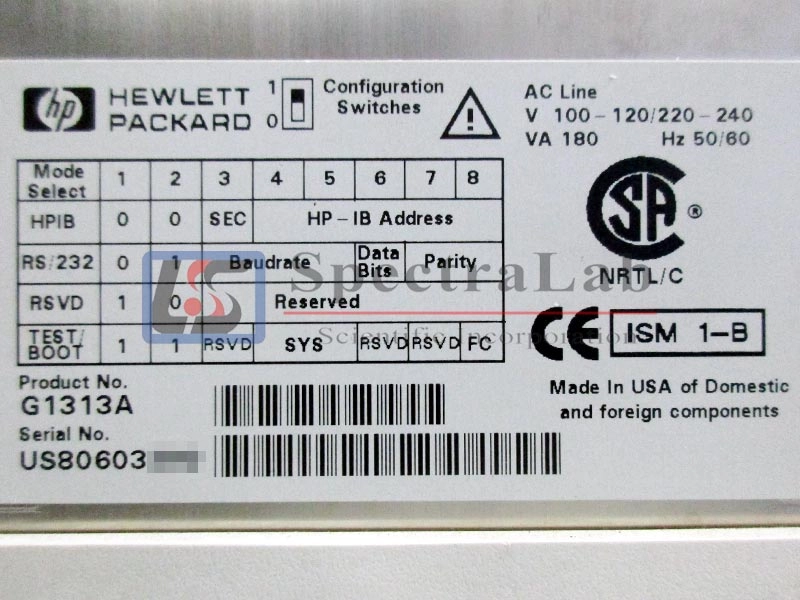 hp HEWLETT PACKARD
1 0 Configuration Switches
AC Line
V 100-120/220-240
VA 180 Hz 50/60
Mode Select 1 2 3 4 5 6 7 8
HPIB 0 0 SEC HP-IB Address
RS/232 0 1 Baudrate Data Bits Parity
RSVD 1 0 Reserved
TEST/BOOT 1 1 RSVD SYS RSVD RSVD FC
SA ®
NRTL/C
LSS SpectraLab
Scientific Incorporation
CE ISM 1-B
Product No.
G1313A
Serial No.
US80603
Made In USA of Domestic
and foreign components